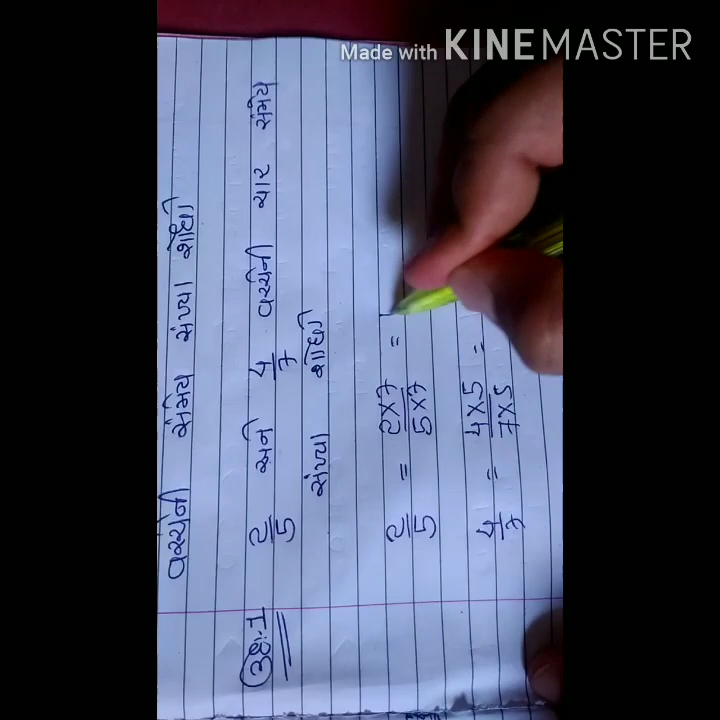 Made with KINEMASTER
વચ્ચેની સંમેય સંખ્યા શોધો
ઉદા:-1 2/5 અને 4/7 વચ્ચેની ચાર સંમેય
સંખ્યા શોધો
2/5 = 2×7/5×7 =
4/7 = 4×5/7×5 =